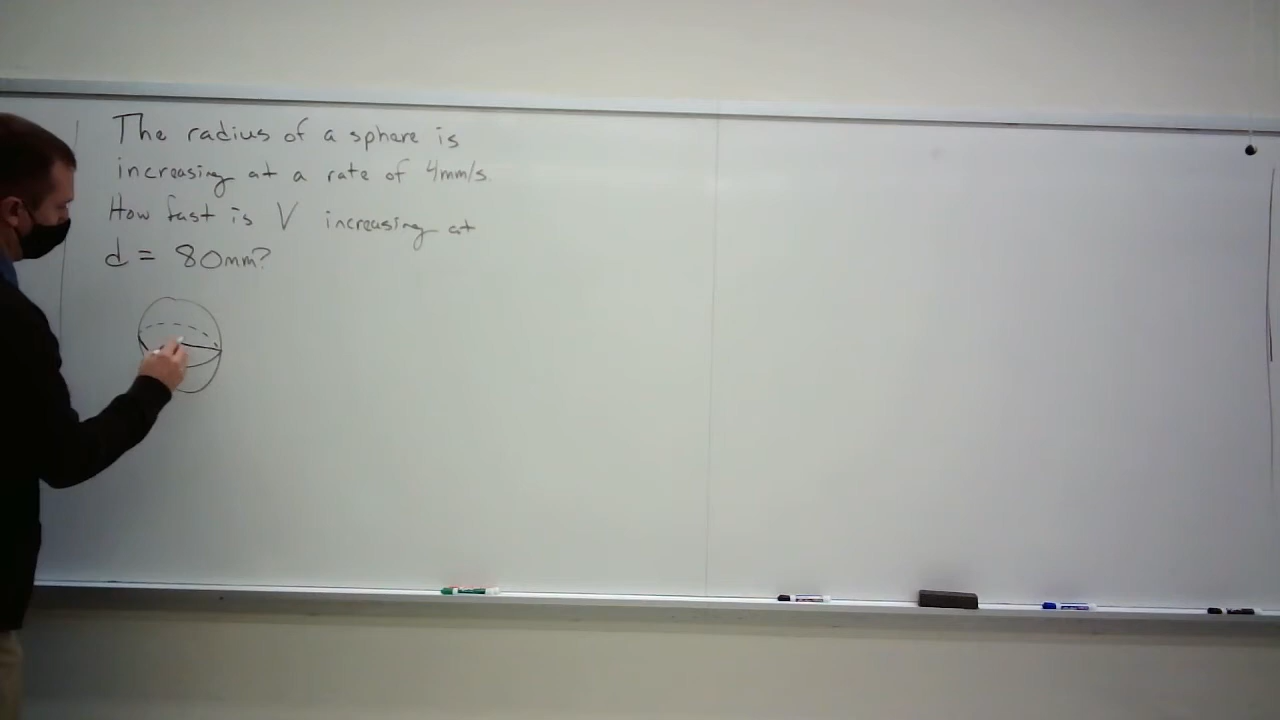 The radius of a sphere is
increasing at a rate of 4mm/s.
How fast is V increasing at
d = 80mm?